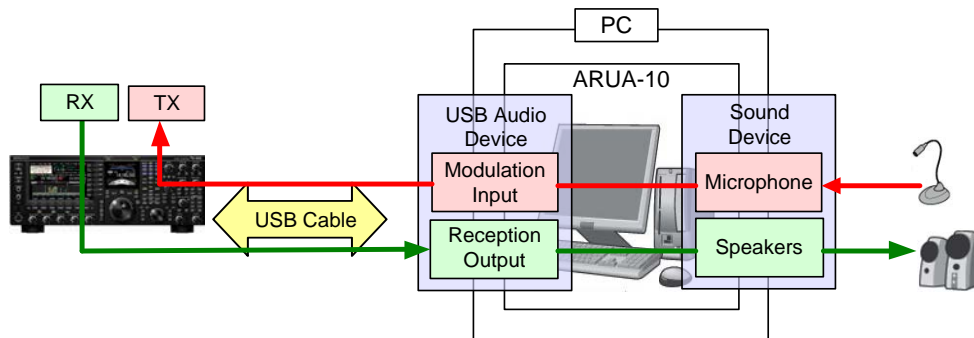 PC
ARUA-10
RX
TX
USB Audio
Device
Sound
Device
Modulation
Input
Microphone
USB Cable
Reception
Output
Speakers